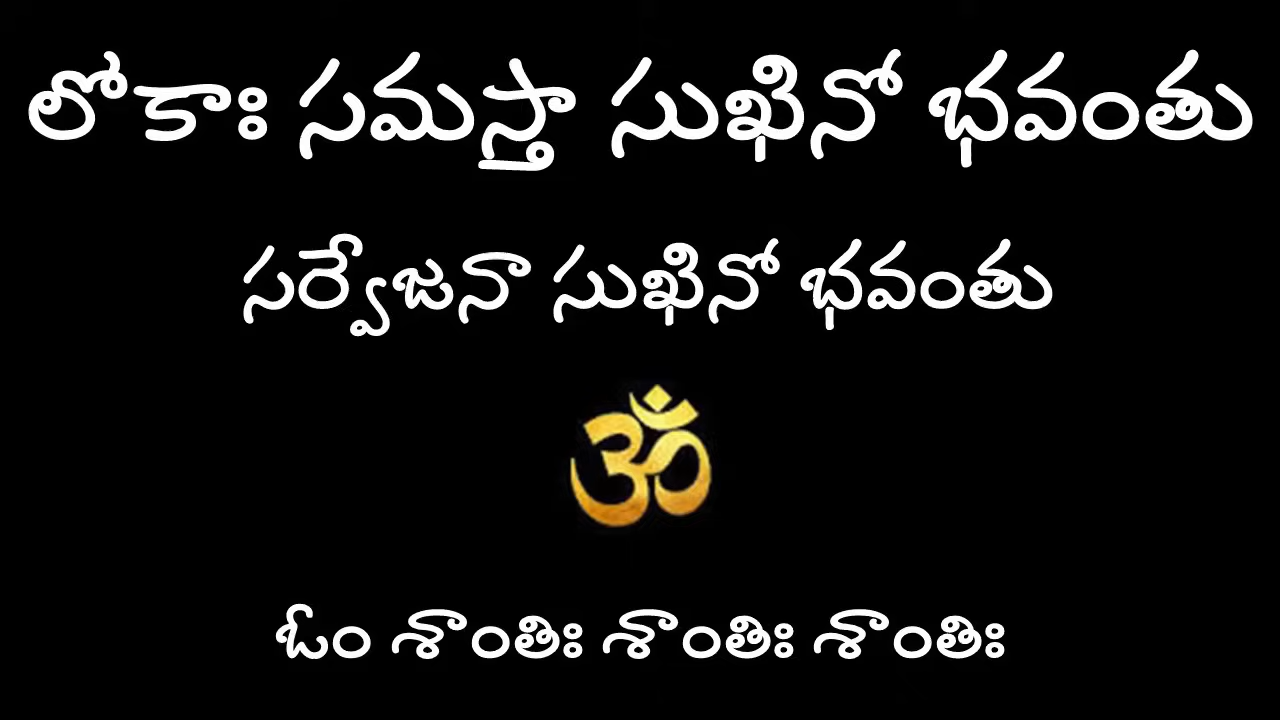 లోకాః సమస్తా సుఖినో భవంతు
సర్వేజనా సుఖినో భవంతు
ॐ
ఓం శాంతిః శాంతిః శాంతిః